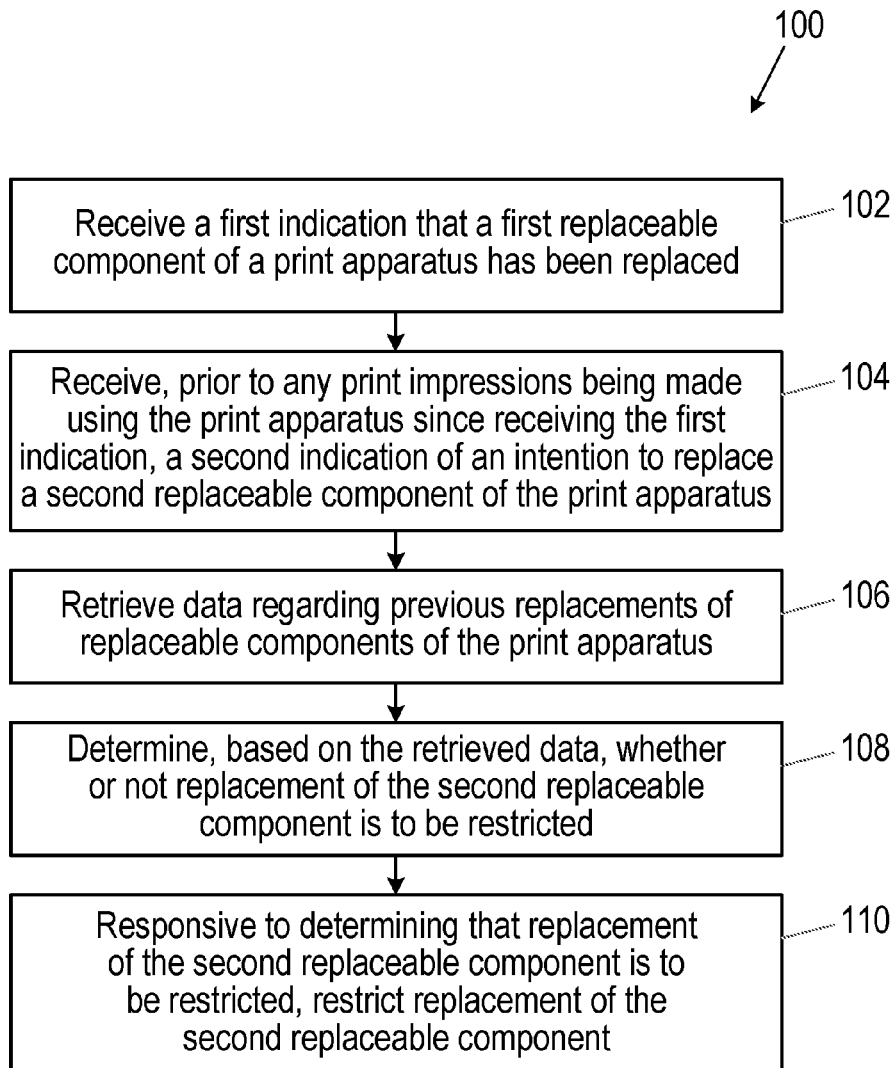 100
Receive a first indication that a first replaceable
component of a print apparatus has been replaced
102
Receive, prior to any print impressions being made
using the print apparatus since receiving the first
indication, a second indication of an intention to replace
a second replaceable component of the print apparatus
104
Retrieve data regarding previous replacements of
replaceable components of the print apparatus
106
Determine, based on the retrieved data, whether
or not replacement of the second replaceable
component is to be restricted
108
Responsive to determining that replacement
of the second replaceable component is to
be restricted, restrict replacement of the
second replaceable component
110